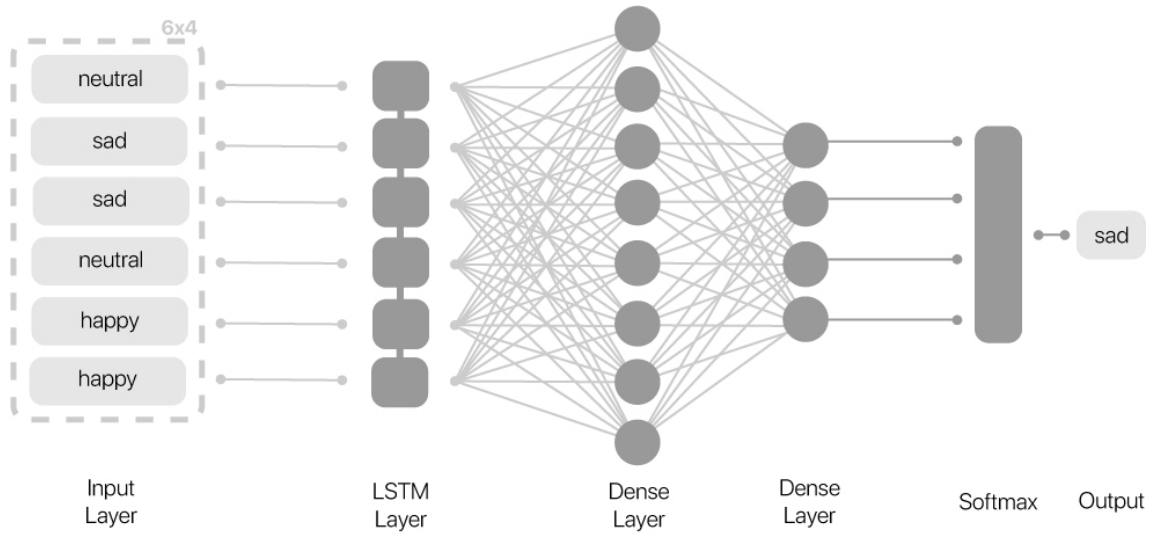 6x4
neutral
sad
sad
neutral
happy
happy
sad
Input
Layer
LSTM
Layer
Dense
Layer
Dense
Layer
Softmax
Output